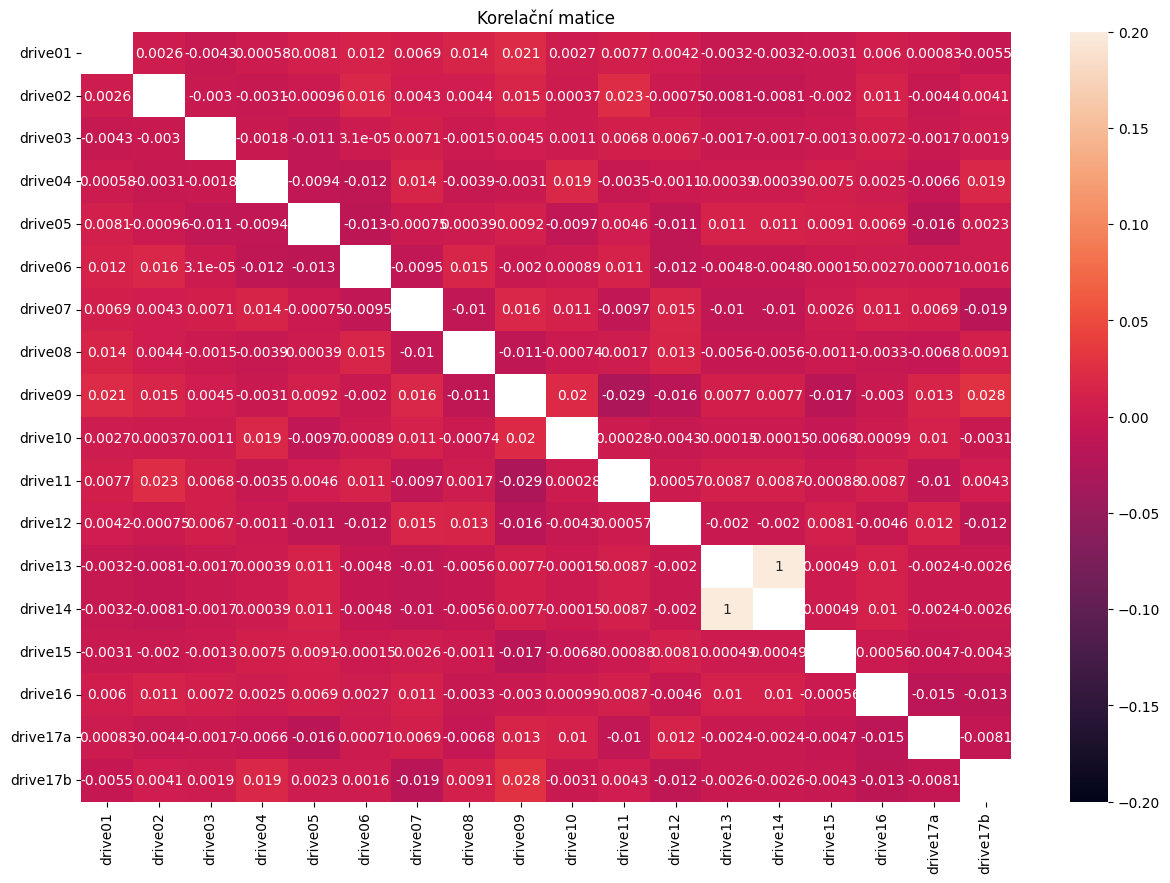 Korelační matice
drive01 0.0026 -0.0043 0.00058 0.0081 0.012 0.0069 0.014 0.021 0.0027 0.0077 0.0042 -0.0032 -0.0032 -0.0031 0.006 0.00083 -0.0055
drive02 0.0026 -0.003 -0.0031 -0.00096 0.016 0.0043 0.0044 0.015 0.00037 0.023 -0.00075 -0.0081 -0.0081 -0.002 0.011 -0.0044 0.0041
drive03 -0.0043 -0.003 -0.0018 -0.011 3.1e-05 0.0071 -0.0015 0.0045 0.0011 0.0068 0.0067 -0.0017 -0.0017 -0.0013 0.0072 -0.0017 0.0019
drive04 0.00058 -0.0031 -0.0018 -0.0094 -0.012 0.014 -0.0039 -0.0031 0.019 -0.0035 -0.0011 0.00039 0.00039 0.0075 0.0025 -0.0066 0.019
drive05 0.0081 -0.00096 -0.011 -0.0094 -0.013 -0.00075 0.00039 0.0092 -0.0097 0.0046 -0.011 0.011 0.011 0.0091 0.0069 -0.016 0.0023
drive06 0.012 0.016 3.1e-05 -0.012 -0.013 -0.0095 0.015 -0.002 0.00089 0.011 -0.012 -0.0048 -0.0048 -0.00015 0.0027 0.00071 0.0016
drive07 0.0069 0.0043 0.0071 0.014 -0.00075 -0.0095 -0.01 0.016 0.011 -0.0097 0.015 -0.01 -0.01 0.0026 0.011 0.0069 -0.019
drive08 0.014 0.0044 -0.0015 -0.0039 0.00039 0.015 -0.01 -0.011 -0.00074 0.0017 0.013 -0.0056 -0.0056 -0.0011 -0.0033 -0.0068 0.0091
drive09 0.021 0.015 0.0045 -0.0031 0.0092 -0.002 0.016 -0.011 0.02 -0.029 -0.016 0.0077 0.0077 -0.017 -0.003 0.013 0.028
drive10 0.0027 0.00037 0.0011 0.019 -0.0097 0.00089 0.011 -0.00074 0.02 0.00028 -0.0043 -0.00015 -0.00015 -0.0068 0.00099 0.01 -0.0031
drive11 0.0077 0.023 0.0068 -0.0035 0.0046 0.011 -0.0097 0.0017 -0.029 0.00028 0.00057 0.0087 0.0087 -0.00088 0.0087 -0.01 0.0043
drive12 0.0042 -0.00075 0.0067 -0.0011 -0.011 -0.012 0.015 0.013 -0.016 -0.0043 0.00057 -0.002 -0.002 0.0081 -0.0046 0.012 -0.012
drive13 -0.0032 -0.0081 -0.0017 0.00039 0.011 -0.0048 -0.01 -0.0056 0.0077 -0.00015 0.0087 -0.002 1 0.00049 0.01 -0.0024 -0.0026
drive14 -0.0032 -0.0081 -0.0017 0.00039 0.011 -0.0048 -0.01 -0.0056 0.0077 -0.00015 0.0087 -0.002 1 0.00049 0.01 -0.0024 -0.0026
drive15 -0.0031 -0.002 -0.0013 0.0075 0.0091 -0.00015 0.0026 -0.0011 -0.017 -0.0068 -0.00088 0.0081 0.00049 0.00049 -0.00056 -0.0047 -0.0043
drive16 0.006 0.011 0.0072 0.0025 0.0069 0.0027 0.011 -0.0033 -0.003 0.00099 0.0087 -0.0046 0.01 0.01 -0.00056 -0.015 -0.013
drive17a 0.00083 -0.0044 -0.0017 -0.0066 -0.016 0.00071 0.0069 -0.0068 0.013 0.01 -0.01 0.012 -0.0024 -0.0024 -0.0047 -0.015 -0.0081
drive17b -0.0055 0.0041 0.0019 0.019 0.0023 0.0016 -0.019 0.0091 0.028 -0.0031 0.0043 -0.012 -0.0026 -0.0026 -0.0043 -0.013 -0.0081
drive01 drive02 drive03 drive04 drive05 drive06 drive07 drive08 drive09 drive10 drive11 drive12 drive13 drive14 drive15 drive16 drive17a drive17b
0.20
0.15
0.10
0.05
0.00
−0.05
−0.10
−0.15
−0.20